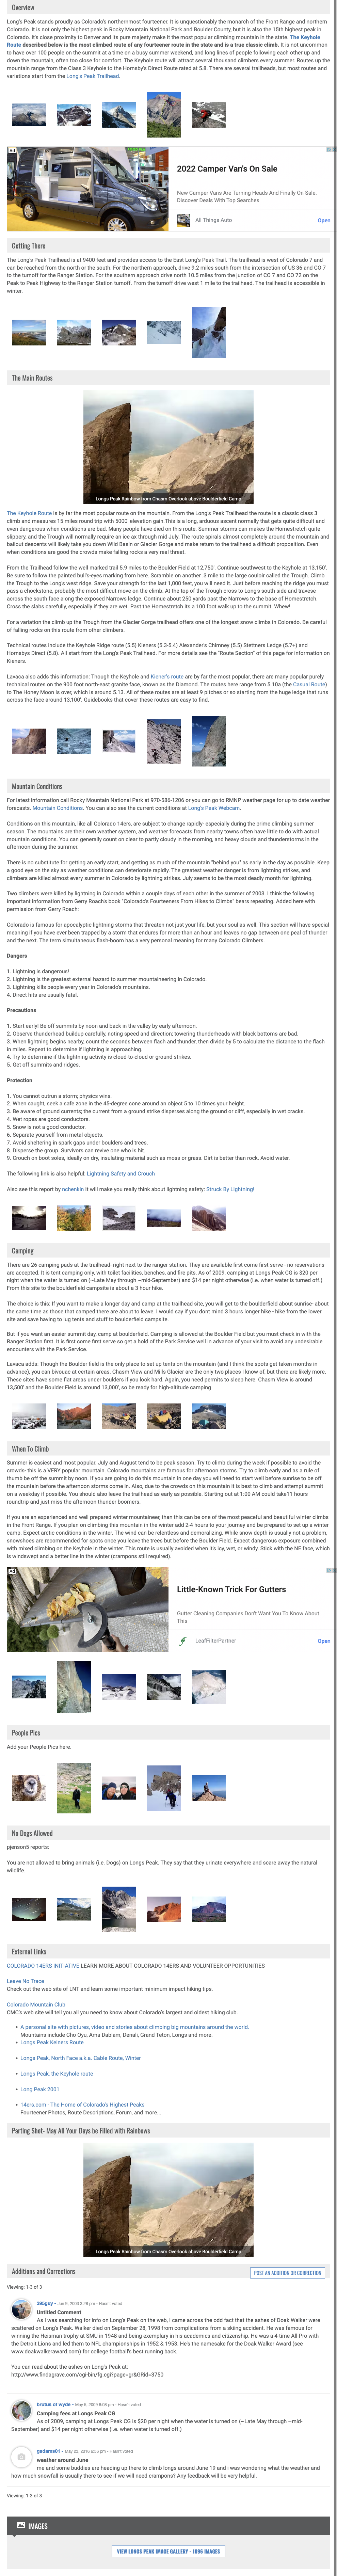 Overview
Long's Peak stands proudly as Colorado's northernmost fourteener. It is unquestionably the monarch of the Front Range and northern
Colorado. It is not only the highest peak in Rocky Mountain National Park and Boulder County, but it is also the 15th highest peak in
Colorado. It's close proximity to Denver and it is pure majesty make it the most popular climbing mountain in the state. The Keyhole
Route described below is the most climbed route of any fourteener route in the state and is a true classic climb. It is not uncommon
to have over 100 people on the summit at a time on a busy summer weekend, and long lines of people following each other up and
down the mountain, often too close for comfort. The Keyhole route will attract several thousand climbers every summer. Routes up the
mountain range from the Class 3 Keyhole to the Hornsby's Direct Route rated at 5.8. There are several trailheads, but most routes and
variations start from the Long's Peak Trailhead.
Ad
2022 Camper Van's On Sale
New Camper Vans Are Turning Heads And Finally On Sale.
Discover Deals With Top Searches
All Things Auto
Open
Getting There
The Long's Peak Trailhead is at 9400 feet and provides access to the East Long's Peak Trail. The trailhead is west of Colorado 7 and
can be reached from the north or the south. For the northern approach, drive 9.2 miles south from the intersection of US 36 and CO 7
to the turnoff for the Ranger Station. For the southern approach drive north 10.5 miles from the junction of CO 7 and CO 72 on the
Peak to Peak Highway to the Ranger Station turnoff. From the turnoff drive west 1 mile to the trailhead. The trailhead is accessible in
winter.
The Main Routes
Longs Peak Rainbow from Chasm Overlook above Boulderfield Camp
The Keyhole Route is by far the most popular route on the mountain. From the Long's Peak Trailhead the route is a classic class 3
climb and measures 15 miles round trip with 5000' elevation gain.This is a long, arduous ascent normally that gets quite difficult and
even dangerous when conditions are bad. Many people have died on this route. Summer storms can makes the Homestretch quite
slippery, and the Trough will normally require an ice axe through mid July. The route spirals almost completely around the mountain and
botched descents will likely take you down Wild Basin or Glacier Gorge and make return to the trailhead a difficult proposition. Even
when conditions are good the crowds make falling rocks a very real threat.
From the Trailhead follow the well marked trail 5.9 miles to the Boulder Field at 12,750'. Continue southwest to the Keyhole at 13,150'.
Be sure to follow the painted bull's-eyes marking from here. Scramble on another .3 mile to the large couloir called the Trough. Climb
the Trough west to Long's west ridge. Save your strength for the last 1,000 feet, you will need it. Just before reaching the ridge you must
pass a chockstone, probably the most difficult move on the climb. At the top of the Trough cross to Long's south side and traverse
towards the south face along the exposed Narrows ledge. Continue about 250 yards past the Narrows to the base of Homestretch.
Cross the slabs carefully, especially if they are wet. Past the Homestretch its a 100 foot walk up to the summit. Whew!
For a variation the climb up the Trough from the Glacier Gorge trailhead offers one of the longest snow climbs in Colorado. Be careful
of falling rocks on this route from other climbers.
Technical routes include the Keyhole Ridge route (5.5) Kieners (5.3-5.4) Alexander's Chimney (5.5) Stettners Ledge (5.7+) and
Hornsbys Direct (5.8). All start from the Long's Peak Trailhead. For more details see the "Route Section" of this page for information on
Kieners.
Lavaca also adds this information: Though the Keyhole and Kiener's route are by far the most popular, there are many popular purely
technical routes on the 900 foot north-east granite face, known as the Diamond. The routes here range from 5.10a (the Casual Route)
to The Honey Moon is over, which is around 5.13. All of these routes are at least 9 pitches not including starting from the huge ledge that runs
the face around 13,100'. Guidebooks that cover these routes are easy to find.
Mountain Conditions
For latest information call Rocky Mountain National Park at 970-586-1206 or you can go to RMNP weather page for up to date weather
forecasts. Mountain Conditions. You can also see the current conditions at Long's Peak Webcam.
Conditions on this mountain, like all Colorado 14ers, are subject to change rapidly- especially during the prime climbing summer
season. The mountains are their own weather system, and weather forecasts from nearby towns often have little to do with actual
mountain conditions. You can generally count on clear to partly cloudy in the morning, and heavy clouds and thunderstorms in the
afternoon during the summer.
There is no substitute for getting an early start, and getting as much of the mountain "behind you" as early in the day as possible. Keep
a good eye on the sky as weather conditions can deteriorate rapidly. The greatest weather danger is from lightning strikes, and
climbers are killed almost every summer in Colorado by lightning strikes. July seems to be the most deadly month for lightning.
Two climbers were killed by lightning in Colorado within a couple days of each other in the summer of 2003. I think the following
important information from Gerry Roach's book "Colorado's Fourteeners From Hikes to Climbs" bears repeating. Added here with
permission from Gerry Roach:
Colorado is famous for apocalyptic lightning storms that threaten not just your life, but your soul as well. This section will have special
meaning if you have ever been trapped by a storm that endures for more than an hour and leaves no gap between one peal of thunder
and the next. The term simultaneous flash-boom has a very personal meaning for many Colorado Climbers.
Dangers
1. Lightning is dangerous!
2. Lightning is the greatest external hazard to summer mountaineering in Colorado.
3. Lightning kills people every year in Colorado's mountains.
4. Direct hits are usually fatal.
Precautions
1. Start early! Be off summits by noon and back in the valley by early afternoon.
2. Observe thunderhead buildup carefully, noting speed and direction; towering thunderheads with black bottoms are bad.
3. When lightning begins nearby, count the seconds between flash and thunder, then divide by 5 to calculate the distance to the flash
in miles. Repeat to determine if lightning is approaching.
4. Try to determine if the lightning activity is cloud-to-cloud or ground strikes.
5. Get off summits and ridges.
Protection
1. You cannot outrun a storm; physics wins.
2. When caught, seek a safe zone in the 45-degree cone around an object 5 to 10 times your height.
3. Be aware of ground currents; the current from a ground strike disperses along the ground or cliff, especially in wet cracks.
4. Wet ropes are good conductors.
5. Snow is not a good conductor.
6. Separate yourself from metal objects.
7. Avoid sheltering in spark gaps under boulders and trees.
8. Disperse the group. Survivors can revive one who is hit.
9. Crouch on boot soles, ideally on dry, insulating material such as moss or grass. Dirt is better than rock. Avoid water.
The following link is also helpful: Lightning Safety and Crouch
Also see this report by nchenkin It will make you really think about lightning safety: Struck By Lightning!
Camping
There are 26 camping pads at the trailhead- right next to the ranger station. They are available first come first serve - no reservations
are accepted. It is tent camping only, with toilet facilities, benches, and fire pits. As of 2009, camping at Longs Peak CG is $20 per
night when the water is turned on (~Late May through ~mid-September) and $14 per night otherwise (i.e. when water is turned off.)
From this site to the boulderfield campsite is about a 3 hour hike.
The choice is this: If you want to make a longer day and camp at the trailhead site, you will get to the boulderfield about sunrise- about
the same time as those that camped there are about to leave. I would say if you dont mind 3 hours longer hike - hike from the lower
site and save having to lug tents and stuff to boulderfield campsite.
But if you want an easier summit day, camp at boulderfield. Camping is allowed at the Boulder Field but you must check in with the
Ranger Station first. It is first come first serve so get a hold of the Park Service well in advance of your visit to avoid any undesirable
encounters with the Park Service.
Lavaca adds: Though the Boulder field is the only place to set up tents on the mountain (and I think the spots get taken months in
advance), you can bivouac at certain areas. Chasm View and Mills Glacier are the only two places I know of, but there are likely more.
These sites have some flat areas under boulders if you look hard. Again, you need permits to sleep here. Chasm View is around
13,500' and the Boulder Field is around 13,000', so be ready for high-altitude camping
When To Climb
Summer is easiest and most popular. July and August tend to be peak season. Try to climb during the week if possible to avoid the
crowds- this is a VERY popular mountain. Colorado mountains are famous for afternoon storms. Try to climb early and as a rule of
thumb be off the summit by noon. If you are going to do it this mountain in one day you will need to start very early to reach the summit
before the afternoon storms come in. Also, due to the crowds on this mountain it is best to climb and attempt summit on a weekday if
possible. You should also leave the trailhead as early as possible. Starting out at 1:00 AM could take11 hours
roundtrip and just miss the afternoon thunder boomers.
If you are experienced and well prepared winter mountaineer, than this can be one of the most peaceful and beautiful winter climbs
in Colorado. If you plan on climbing this mountain in the winter add 2-4 hours to your journey and be prepared to set up a winter
camp. Expect arctic conditions in the winter. The wind can be relentless and demoralizing. While snow depth is usually not a problem,
snowshoes are recommended for spots once you leave the tree out but before the Boulder Field. Expect dangerous exposure combined
with mixed climbing on the Keyhole in the winter. This route is usually avoided when it's icy, wet, or windy. Stick with the NE face, which
is windswept and a better line in the winter (campons still required).
Ad
Little-Known Trick For Gutters
Gutter Cleaning Companies Don't Want You To Know About
This
LeafFilterPartner
Open
People Pics
Add your People Pics here.
No Dogs Allowed
pjenson5 reports:
You are not allowed to bring animals (i.e. Dogs) on Longs Peak. They say that they urinate everywhere and scare away the natural
wildlife.
External Links
COLORADO 14ERS INITIATIVE LEARN MORE ABOUT COLORADO 14ERS AND VOLUNTEER OPPORTUNITIES
Leave No Trace
Check out the web site of LNT and learn some important minimum impact hiking tips.
Colorado Mountain Club
CMC's web site will tell you all you need to know about Colorado's largest and oldest hiking club.
• A personal site with pictures, video and stories about climbing big mountains around the world.
Mountains include Cho Oyu, Ama Dablam, Denali, Grand Teton, Longs and more.
• Longs Peak Keiners Route
• Longs Peak, North Face a.k.a. Cable Route, Winter
• Longs Peak, the Keyhole route
• Long Peak 2001
• 14ers.com - The Home of Colorado's Highest Peaks
Fourteener Photos, Route Descriptions, Forum, and more...
Parting Shot- May All Your Days be Filled with Rainbows
Longs Peak Rainbow from Chasm Overlook above Boulderfield Camp
Additions and Corrections
POST AN ADDITION OR CORRECTION
Viewing: 1-3 of 3
Untitled Comment
As I was searching for info on Long's Peak on the web, I came across the odd fact that the ashes of Doak Walker were
scattered on Long's Peak. Walker died on September 28, 1998 from complications from a skiing incident. As many know, he won the
Heisman trophy at SMU in 1948 and was deemed exemplary in his academics and citizenship. He was a 4-time All-Pro with
the Detroit Lions and led them to NFL championships in 1952 & 1953. He's the namesake for the Doak Walker Award (see
www.doakwalkeraward.com) for college football's best running back.
You can read about the ashes on Long's Peak at:
http://www.findagrave.com/cgi-bin/fg.cgi?page=gr&GRid=3750
brutus of wyde - May 5, 2009 8:08 pm - Hasn't voted
Camping fees at Longs Peak CG
As of 2009, camping at Longs Peak CG is $20 per night when the water is turned on (~Late May through ~mid-
September) and $14 per night otherwise (i.e. when water is turned off.)
gadams01 - May 23, 2016 8:06 pm - Hasn't voted
weather around June
me and some buddies are heading up there to climb longs around June 19 and i was wondering what the weather and
how much snowfall is usually there to see if we will need crampons? Any feedback will be very helpful.
Viewing: 1-3 of 3
IMAGES
VIEW LONGS PEAK IMAGE GALLERY - 1096 IMAGES